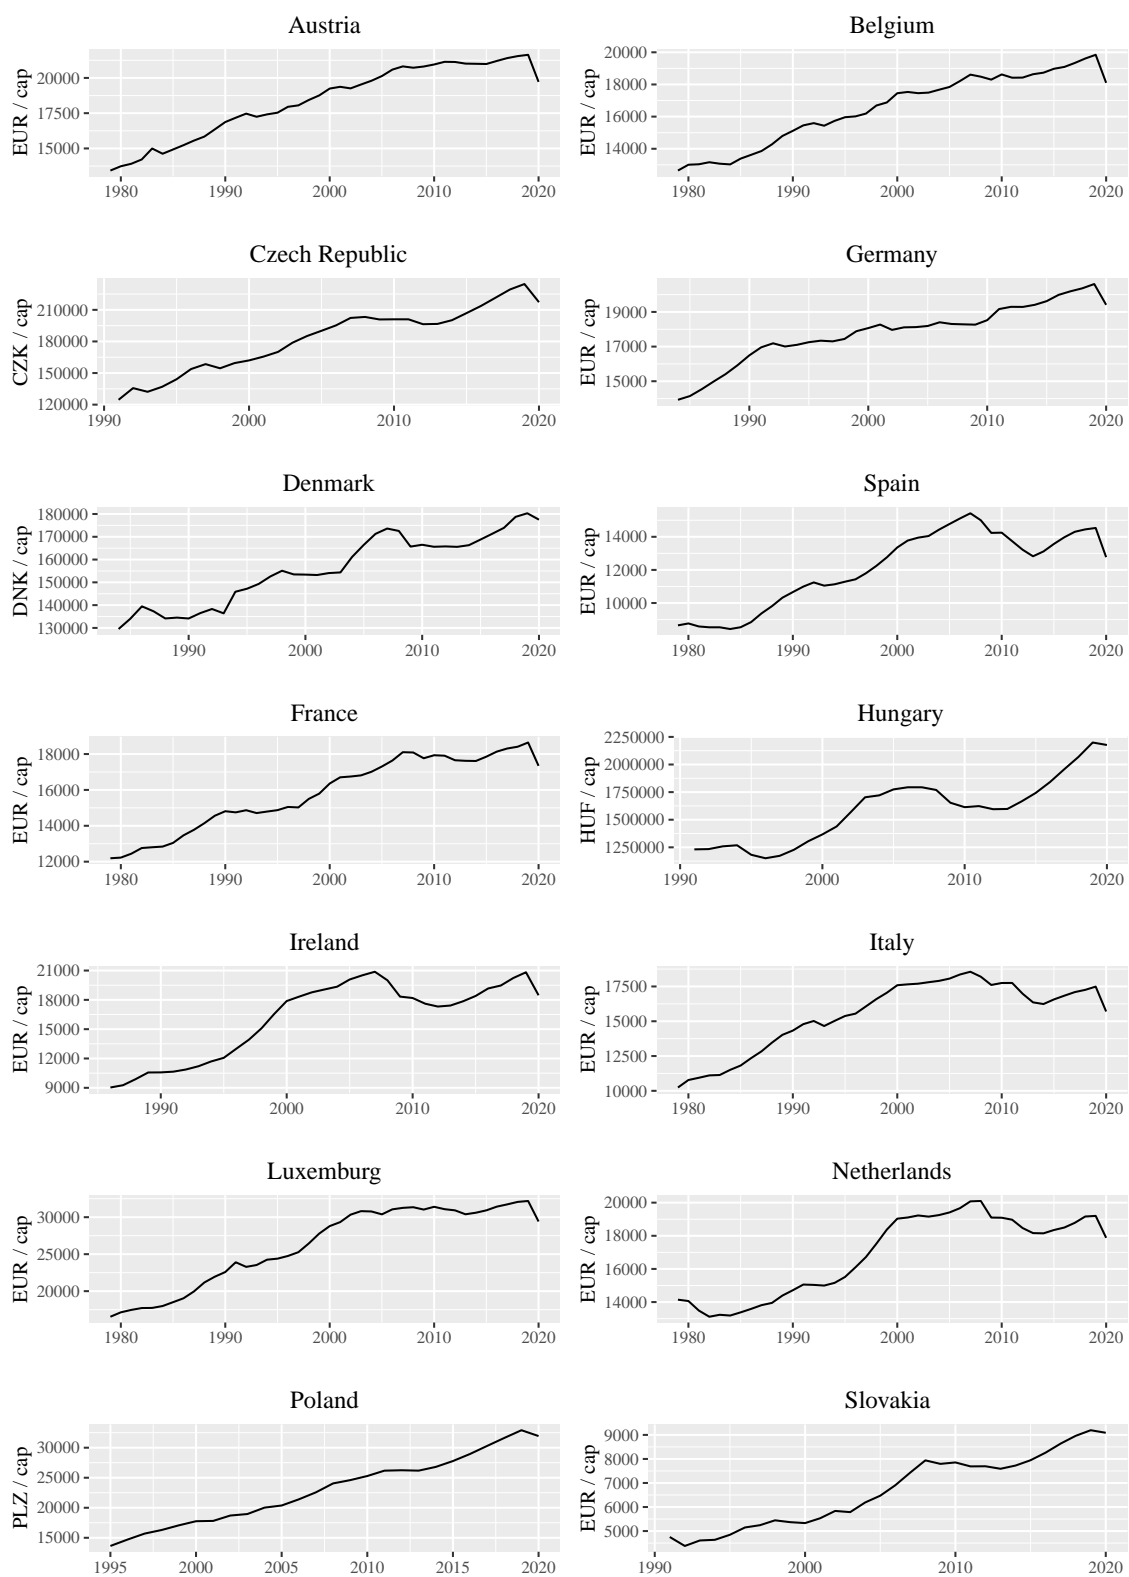 Austria
EUR / cap
20000
17500
15000
1980 1990 2000 2010 2020
Belgium
EUR / cap
20000
18000
16000
14000
1980 1990 2000 2010 2020
Czech Republic
CZK / cap
210000
180000
150000
120000
1990 2000 2010 2020
Germany
EUR / cap
19000
17000
15000
1990 2000 2010 2020
Denmark
DNK / cap
180000
170000
160000
150000
140000
130000
1990 2000 2010 2020
Spain
EUR / cap
14000
12000
10000
1980 1990 2000 2010 2020
France
EUR / cap
18000
16000
14000
12000
1980 1990 2000 2010 2020
Hungary
HUF / cap
2250000
2000000
1750000
1500000
1250000
1990 2000 2010 2020
Ireland
EUR / cap
21000
18000
15000
12000
9000
1990 2000 2010 2020
Italy
EUR / cap
17500
15000
12500
10000
1980 1990 2000 2010 2020
Luxemburg
EUR / cap
30000
25000
20000
1980 1990 2000 2010 2020
Netherlands
EUR / cap
20000
18000
16000
14000
1980 1990 2000 2010 2020
Poland
PLZ / cap
30000
25000
20000
15000
1995 2000 2005 2010 2015 2020
Slovakia
EUR / cap
9000
8000
7000
6000
5000
1990 2000 2010 2020